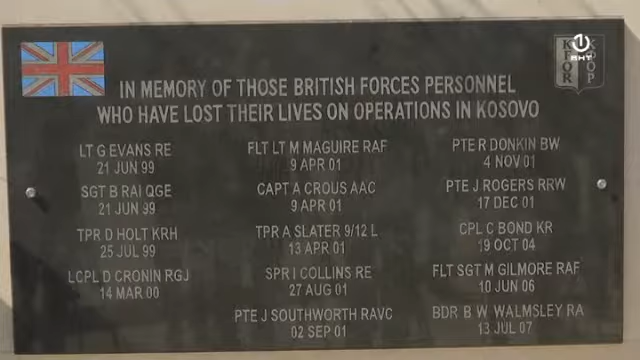 IN MEMORY OF THOSE BRITISH FORCES PERSONNEL
WHO HAVE LOST THEIR LIVES ON OPERATIONS IN KOSOVO
LT G EVANS RE
21 JUN 99
SGT B RAI QGE
21 JUN 99
TPR D HOLT KRH
25 JUL 99
LCPL D CRONIN RGJ
14 MAR 00
FLT LT M MAGUIRE RAF
9 APR 01
CAPT A CROUS AAC
9 APR 01
TPR A SLATER 9/12 L
13 APR 01
SPR I COLLINS RE
27 AUG 01
PTE J SOUTHWORTH RAVC
02 SEP 01
PTE R DONKIN BW
4 NOV 01
PTE J ROGERS RRW
17 DEC 01
CPL C BOND KR
19 OCT 04
FLT SGT M GILMORE RAF
10 JUN 06
BDR B W WALMSLEY RA
13 JUL 07
KFOR
KFOP
1
BHT